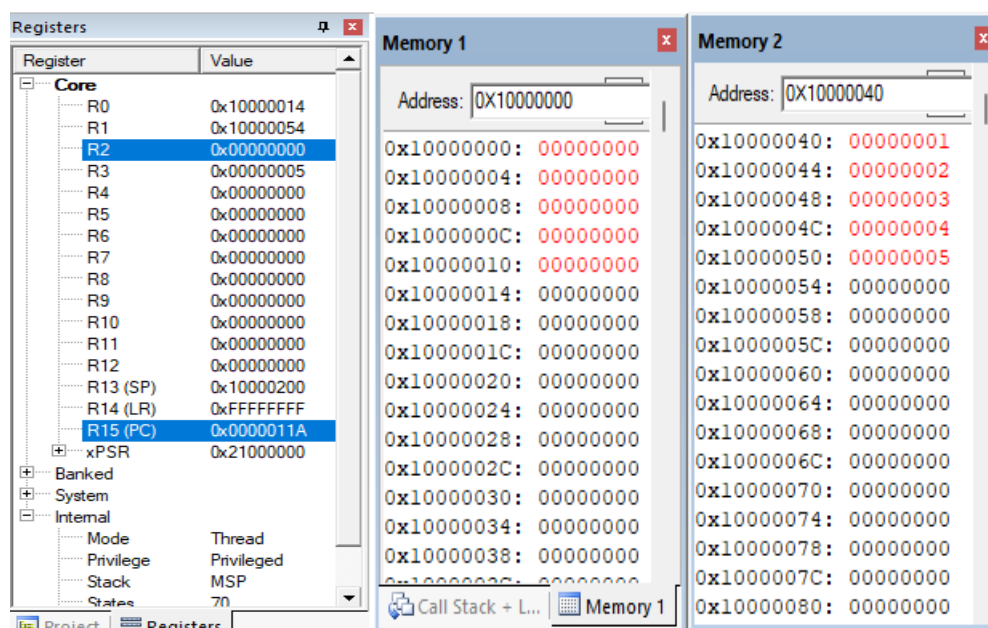 Registers
Register Value
Core
R0 0x10000014
R1 0x10000054
R2 0x00000000
R3 0x00000005
R4 0x00000000
R5 0x00000000
R6 0x00000000
R7 0x00000000
R8 0x00000000
R9 0x00000000
R10 0x00000000
R11 0x00000000
R12 0x00000000
R13 (SP) 0x10000200
R14 (LR) 0xFFFFFFFF
R15 (PC) 0x0000011A
xPSR 0x21000000
Banked
System
Internal
Mode Thread
Privilege Privileged
Stack MSP
States 70
Project Registers
Memory 1
Address: 0X10000000
0x10000000: 00000000
0x10000004: 00000000
0x10000008: 00000000
0x1000000C: 00000000
0x10000010: 00000000
0x10000014: 00000000
0x10000018: 00000000
0x1000001C: 00000000
0x10000020: 00000000
0x10000024: 00000000
0x10000028: 00000000
0x1000002C: 00000000
0x10000030: 00000000
0x10000034: 00000000
0x10000038: 00000000
0x1000003C: 00000000
Call Stack + L... Memory 1
Memory 2
Address: 0X10000040
0x10000040: 00000001
0x10000044: 00000002
0x10000048: 00000003
0x1000004C: 00000004
0x10000050: 00000005
0x10000054: 00000000
0x10000058: 00000000
0x1000005C: 00000000
0x10000060: 00000000
0x10000064: 00000000
0x10000068: 00000000
0x1000006C: 00000000
0x10000070: 00000000
0x10000074: 00000000
0x10000078: 00000000
0x1000007C: 00000000
0x10000080: 00000000